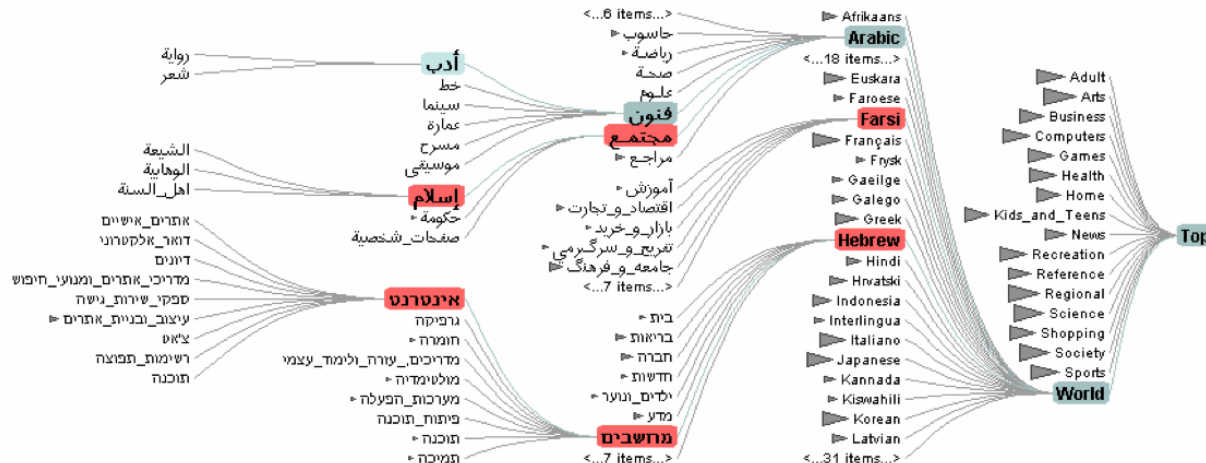 Top
Adult
Arts
Business
Computers
Games
Health
Home
Kids_and_Teens
News
Recreation
Reference
Regional
Science
Shopping
Society
Sports
World
Afrikaans
Arabic
<...18 items...>
Euskara
Faroese
Farsi
Français
Frysk
Gaeilge
Galego
Greek
Hebrew
Hindi
Hrvatski
Indonesia
Interlingua
Italiano
Japanese
Kannada
Kiswahili
Korean
Latvian
<...31 items...>
<...6 items...>
حاسوب
رياضة
صحة
علوم
فنون
مجتمع
مراجع
آموزش
اقتصاد_و_تجارت
بازار_و_خرید
تفریح_و_سرگرمي
جامعه_و_فرهنگ
<...7 items...>
בית
בריאות
חברה
חדשות
ילדים_ונוער
מדע
מחשבים
<...7 items...>
أدب
خط
سينما
عمارة
مسرح
موسيقى
إسلام
حكومة
صفحات_شخصية
אינטרנט
גרפיקה
חומרה
מדריכים,_עזרה_ולימוד_עצמי
מולטימדיה
מערכות_הפעלה
פיתוח_תוכנה
תוכנה
תמיכה
رواية
شعر
الشيعة
الوهابية
اهل_السنة
אתרים_אישיים
דואר_אלקטרוני
דיונים
מדריכי_אתרים_ומנועי_חיפוש
ספקי_שירות_גישה
עיצוב_ובניית_אתרים
צ'אט
רשימות_תפוצה
תוכנה